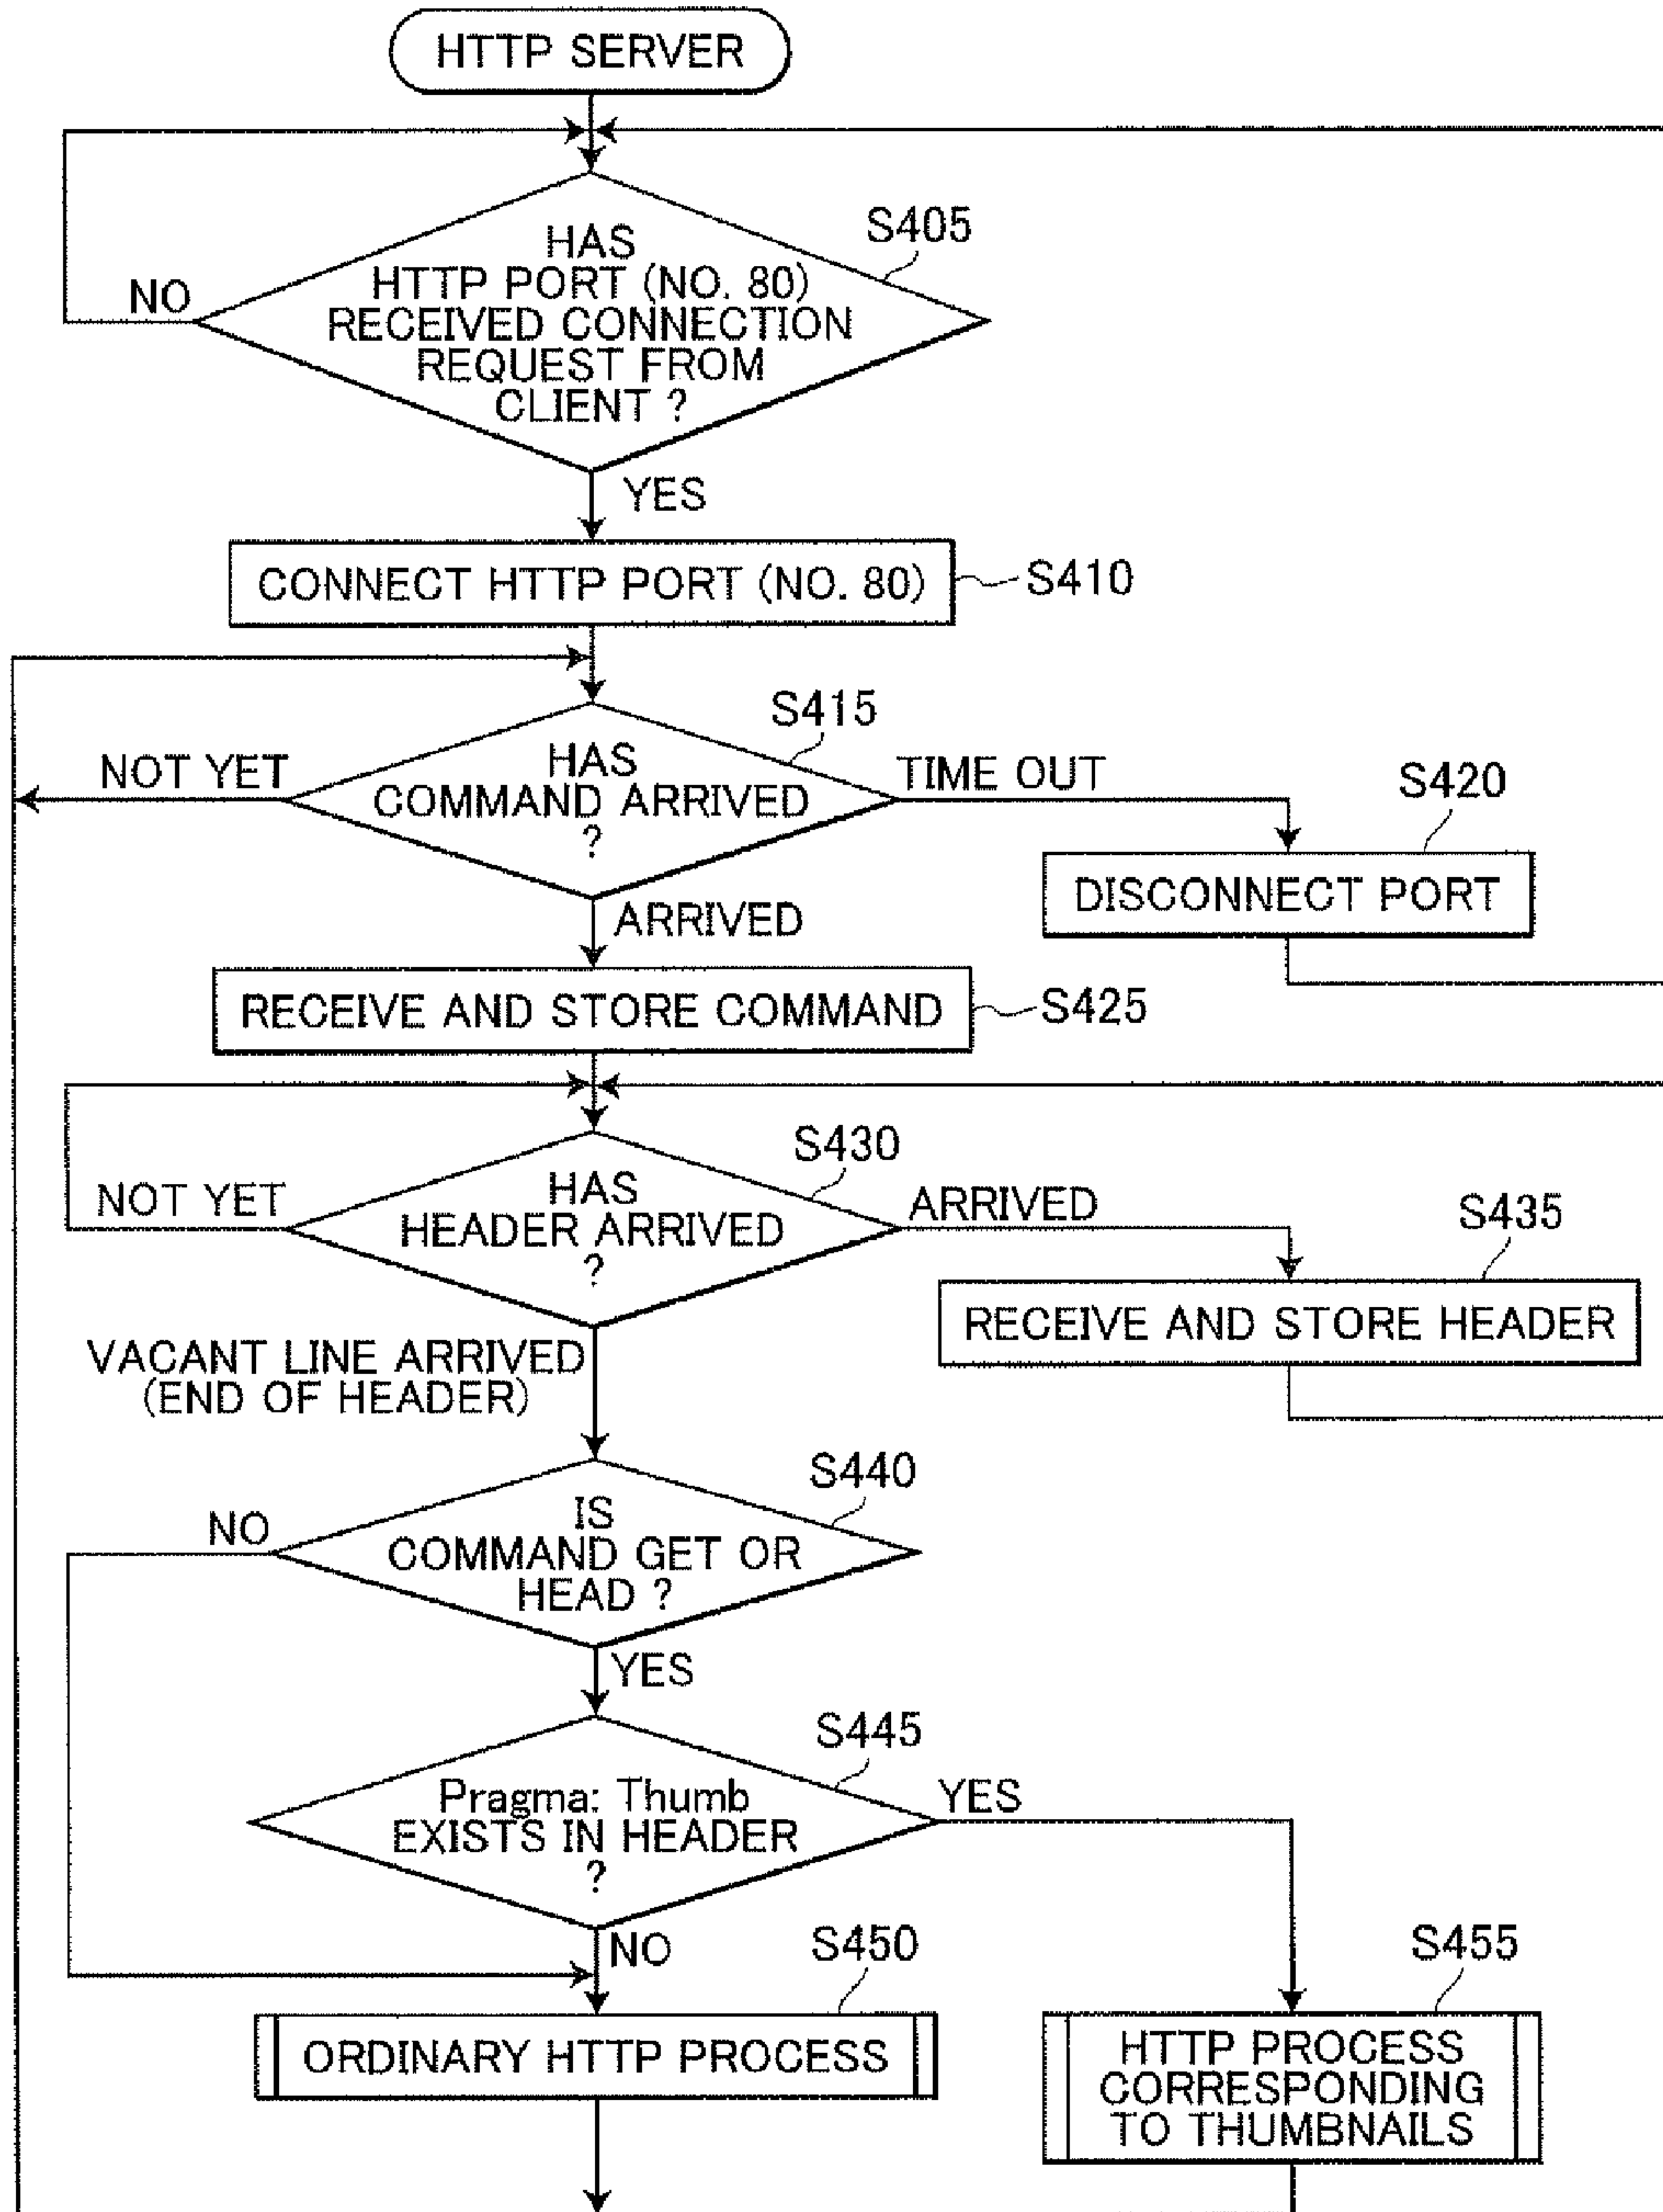 HTTP SERVER
S405
HAS
HTTP PORT (NO. 80)
RECEIVED CONNECTION
REQUEST FROM
CLIENT ?
NO
YES
CONNECT HTTP PORT (NO. 80)
S410
S415
HAS
COMMAND ARRIVED
?
NOT YET
TIME OUT
S420
DISCONNECT PORT
ARRIVED
RECEIVE AND STORE COMMAND
S425
S430
HAS
HEADER ARRIVED
?
NOT YET
ARRIVED
S435
RECEIVE AND STORE HEADER
VACANT LINE ARRIVED
(END OF HEADER)
S440
IS
COMMAND GET OR
HEAD ?
NO
YES
S445
Pragma: Thumb
EXISTS IN HEADER
?
YES
NO
S450
ORDINARY HTTP PROCESS
S455
HTTP PROCESS
CORRESPONDING
TO THUMBNAILS